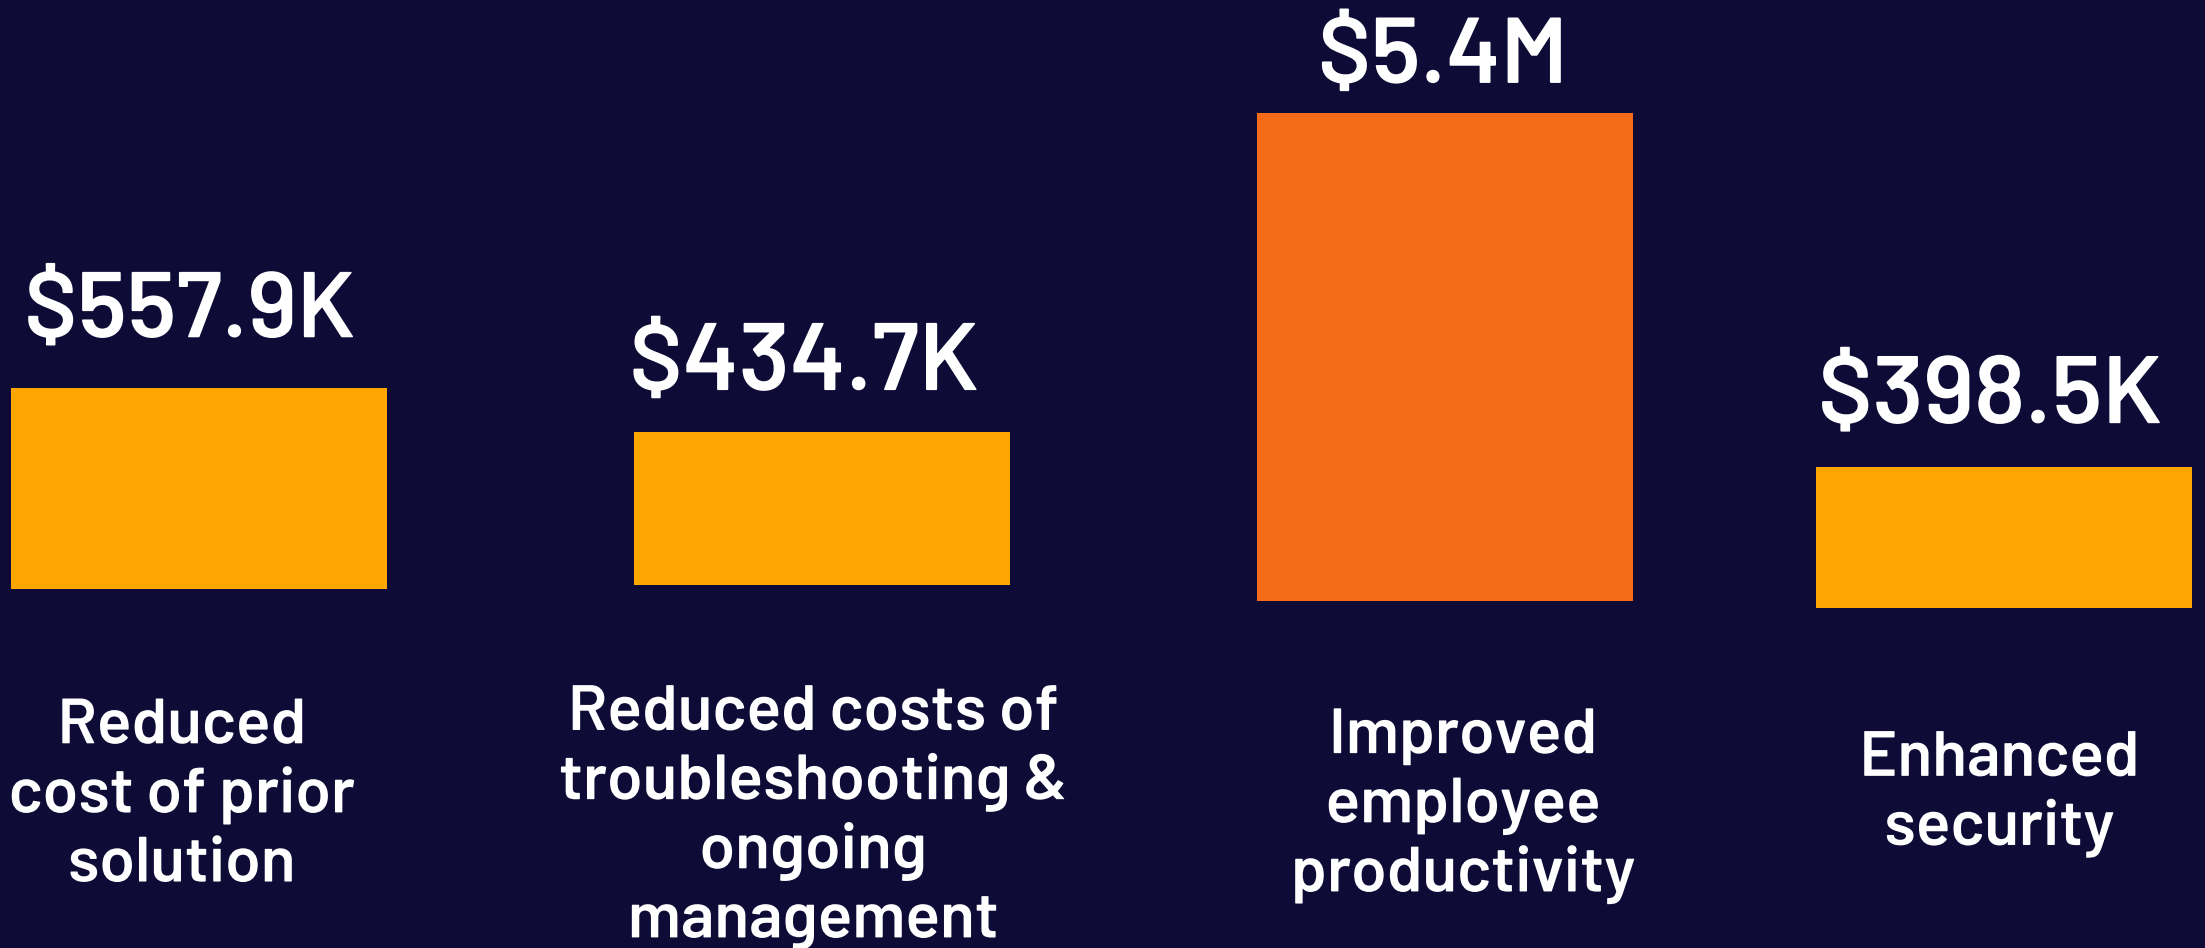 $557.9K
Reduced
cost of prior
solution
$434.7K
Reduced costs of
troubleshooting &
ongoing
management
$5.4M
Improved
employee
productivity
$398.5K
Enhanced
security